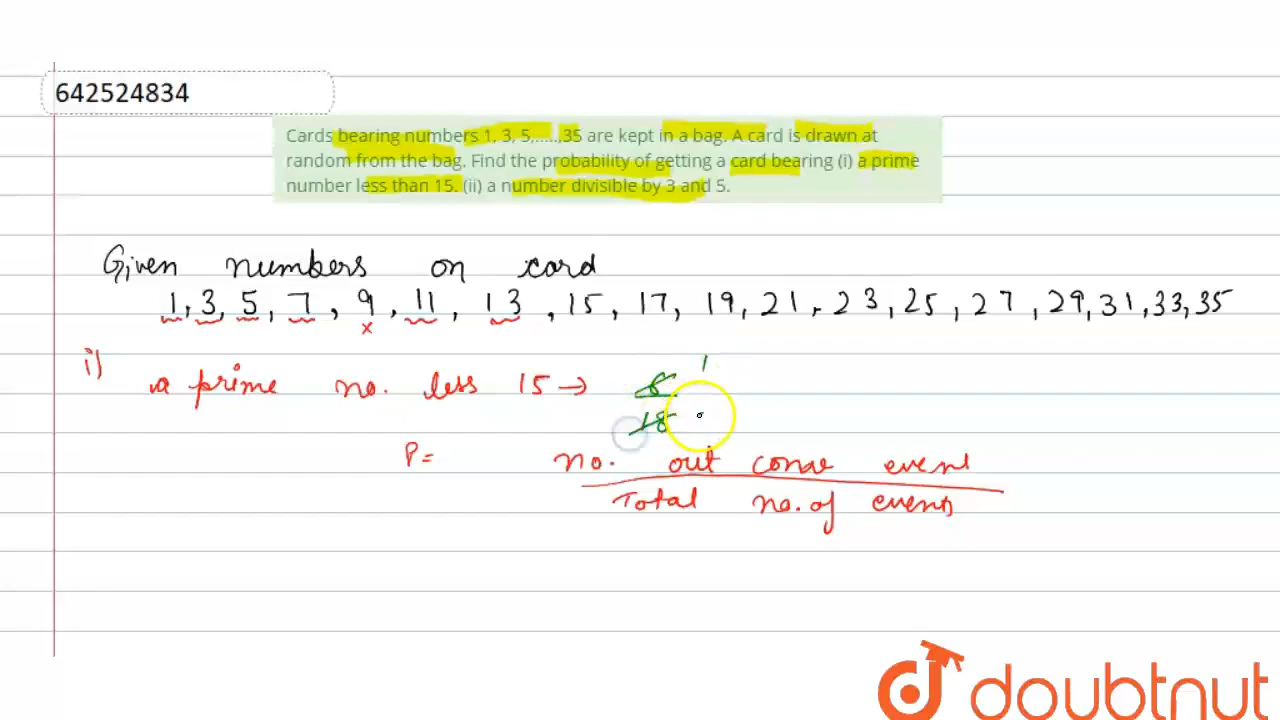 642524834
Cards bearing numbers 1, 3, 5,.....,35 are kept in a bag. A card is drawn at
random from the bag. Find the probability of getting a card bearing (i) a prime
number less than 15. (ii) a number divisible by 3 and 5.
Given numbers on card
1, 3, 5, 7, 9, 11, 13, 15, 17, 19, 21, 23, 25, 27, 29, 31, 33, 35
x
i) a prime no. less 15 → 6 1
18
P= no. out come event
Total no. of events
doubtnut